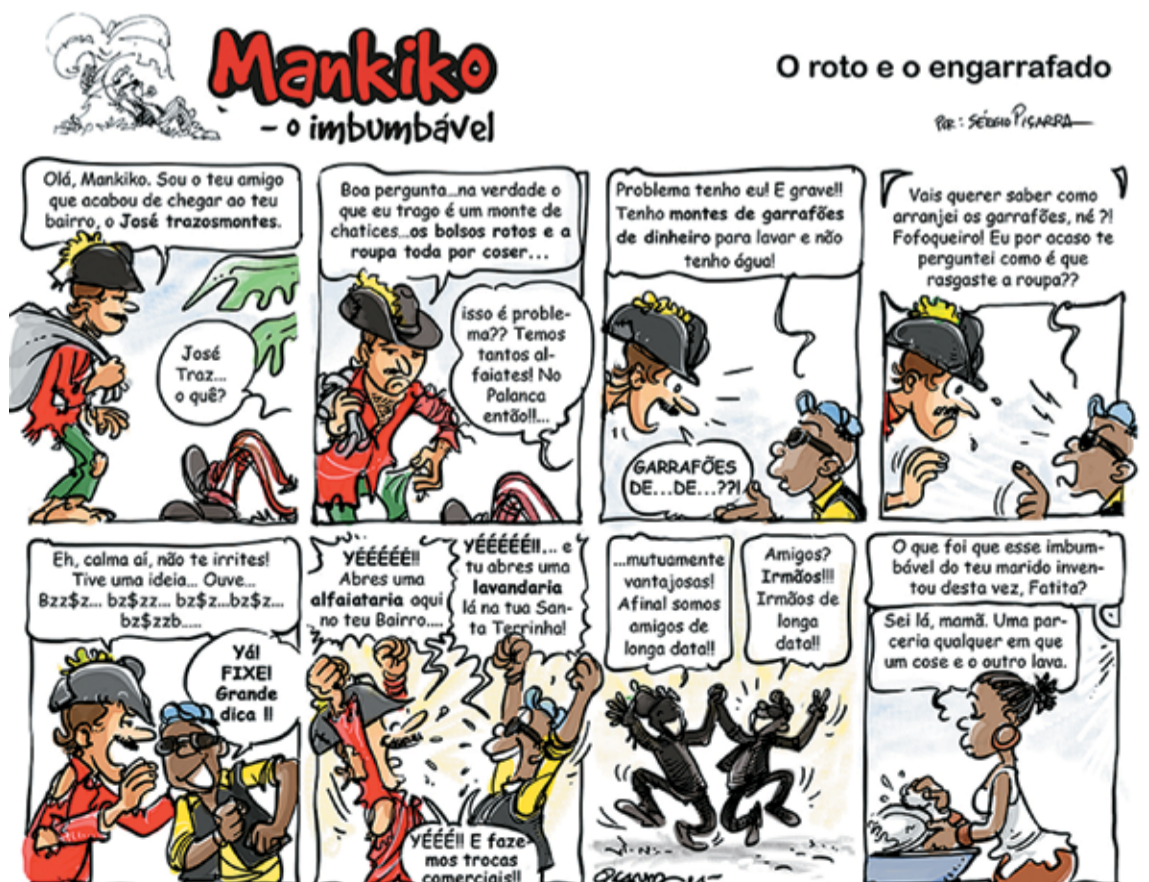 Mankiko
- o imbumbável
O roto e o engarrafado
POR: SÉRGIO PIÇARRA
Olá, Mankiko. Sou o teu amigo
que acabou de chegar ao teu
bairro, o José trazosmontes.
José
Traz...
o quê?
Boa pergunta...na verdade o
que eu trago é um monte de
chatices...os bolsos rotos e a
roupa toda por coser...
isso é proble-
ma?? Temos
tantos al-
faiates! No
Palanca
então!!...
Problema tenho eu! E grave!!
Tenho montes de garrafões
de dinheiro para lavar e não
tenho água!
GARRAFÕES
DE...DE...??!
Vais querer saber como
arranjei os garrafões, né ?!
Fofoqueiro! Eu por acaso te
perguntei como é que
rasgaste a roupa??
Eh, calma aí, não te irrites!
Tive uma ideia... Ouve...
Bzz$z... bz$zz... bz$z...bz$z...
bz$zzb.....
Yá!
FIXE!
Grande
dica !!
YÉÉÉÉÉ!!
Abres uma
alfaiataria aqui
no teu Bairro....
YÉÉÉÉÉ!!... e
tu abres uma
lavandaria
lá na tua San-
ta Terrinha!
YÉÉÉ!! E faze-
mos trocas
comerciais!!
...mutuamente
vantajosas!
Afinal somos
amigos de
longa data!!
Amigos?
Irmãos!!!
Irmãos de
longa
data!!
O que foi que esse imbum-
bável do teu marido inven-
tou desta vez, Fatita?
Sei lá, mamã. Uma par-
ceria qualquer em que
um cose e o outro lava.